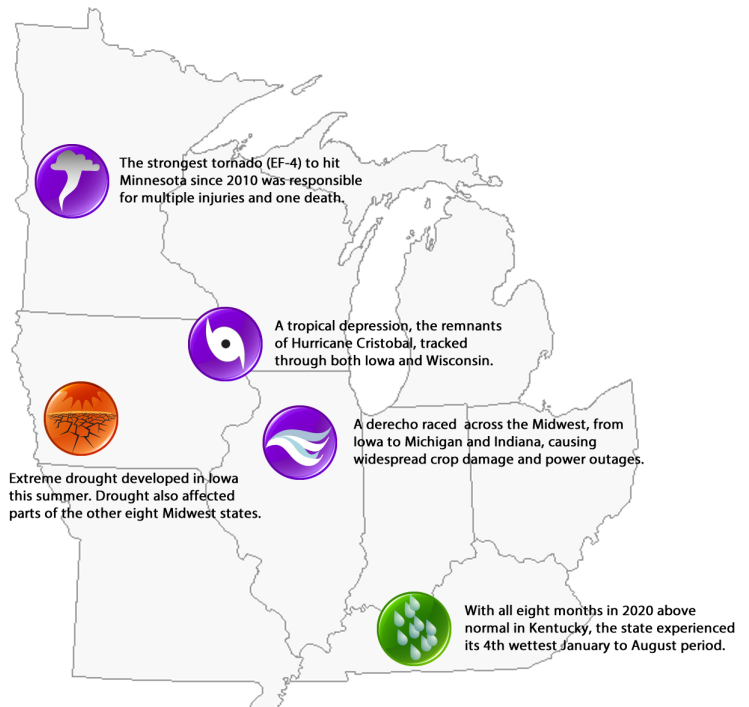 The strongest tornado (EF-4) to hit
Minnesota since 2010 was responsible
for multiple injuries and one death.
A tropical depression, the remnants
of Hurricane Cristobal, tracked
through both Iowa and Wisconsin.
A derecho raced across the Midwest, from
Iowa to Michigan and Indiana, causing
widespread crop damage and power outages.
Extreme drought developed in Iowa
this summer. Drought also affected
parts of the other eight Midwest states.
With all eight months in 2020 above
normal in Kentucky, the state experienced
its 4th wettest January to August period.